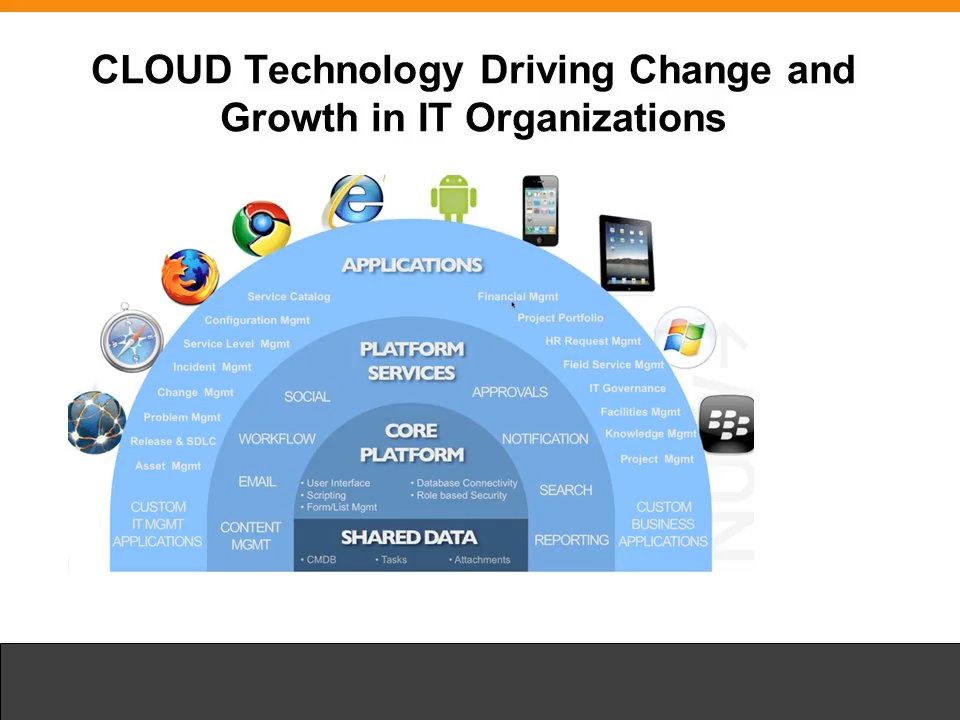 CLOUD Technology Driving Change and
Growth in IT Organizations
APPLICATIONS
Service Catalog
Configuration Mgmt
Service Level Mgmt
Incident Mgmt
Change Mgmt
Problem Mgmt
Release & SDLC
Asset Mgmt
CUSTOM
IT MGMT
APPLICATIONS
Financial Mgmt
Project Portfolio
HR Request Mgmt
Field Service Mgmt
IT Governance
Facilities Mgmt
Knowledge Mgmt
Project Mgmt
CUSTOM
BUSINESS
APPLICATIONS
PLATFORM
SERVICES
SOCIAL
WORKFLOW
EMAIL
CONTENT
MGMT
APPROVALS
NOTIFICATION
SEARCH
REPORTING
CORE
PLATFORM
• User Interface
• Scripting
• Form/List Mgmt
• Database Connectivity
• Role based Security
SHARED DATA
• CMDB • Tasks • Attachments